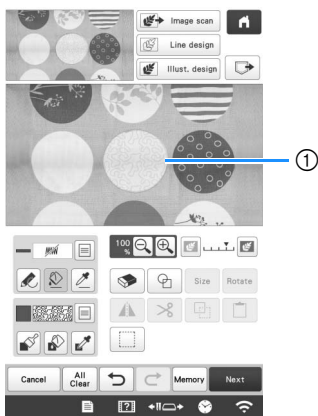 Image scan
Line design
Illust. design
①
100 %
Size Rotate
Cancel All Clear Memory Next